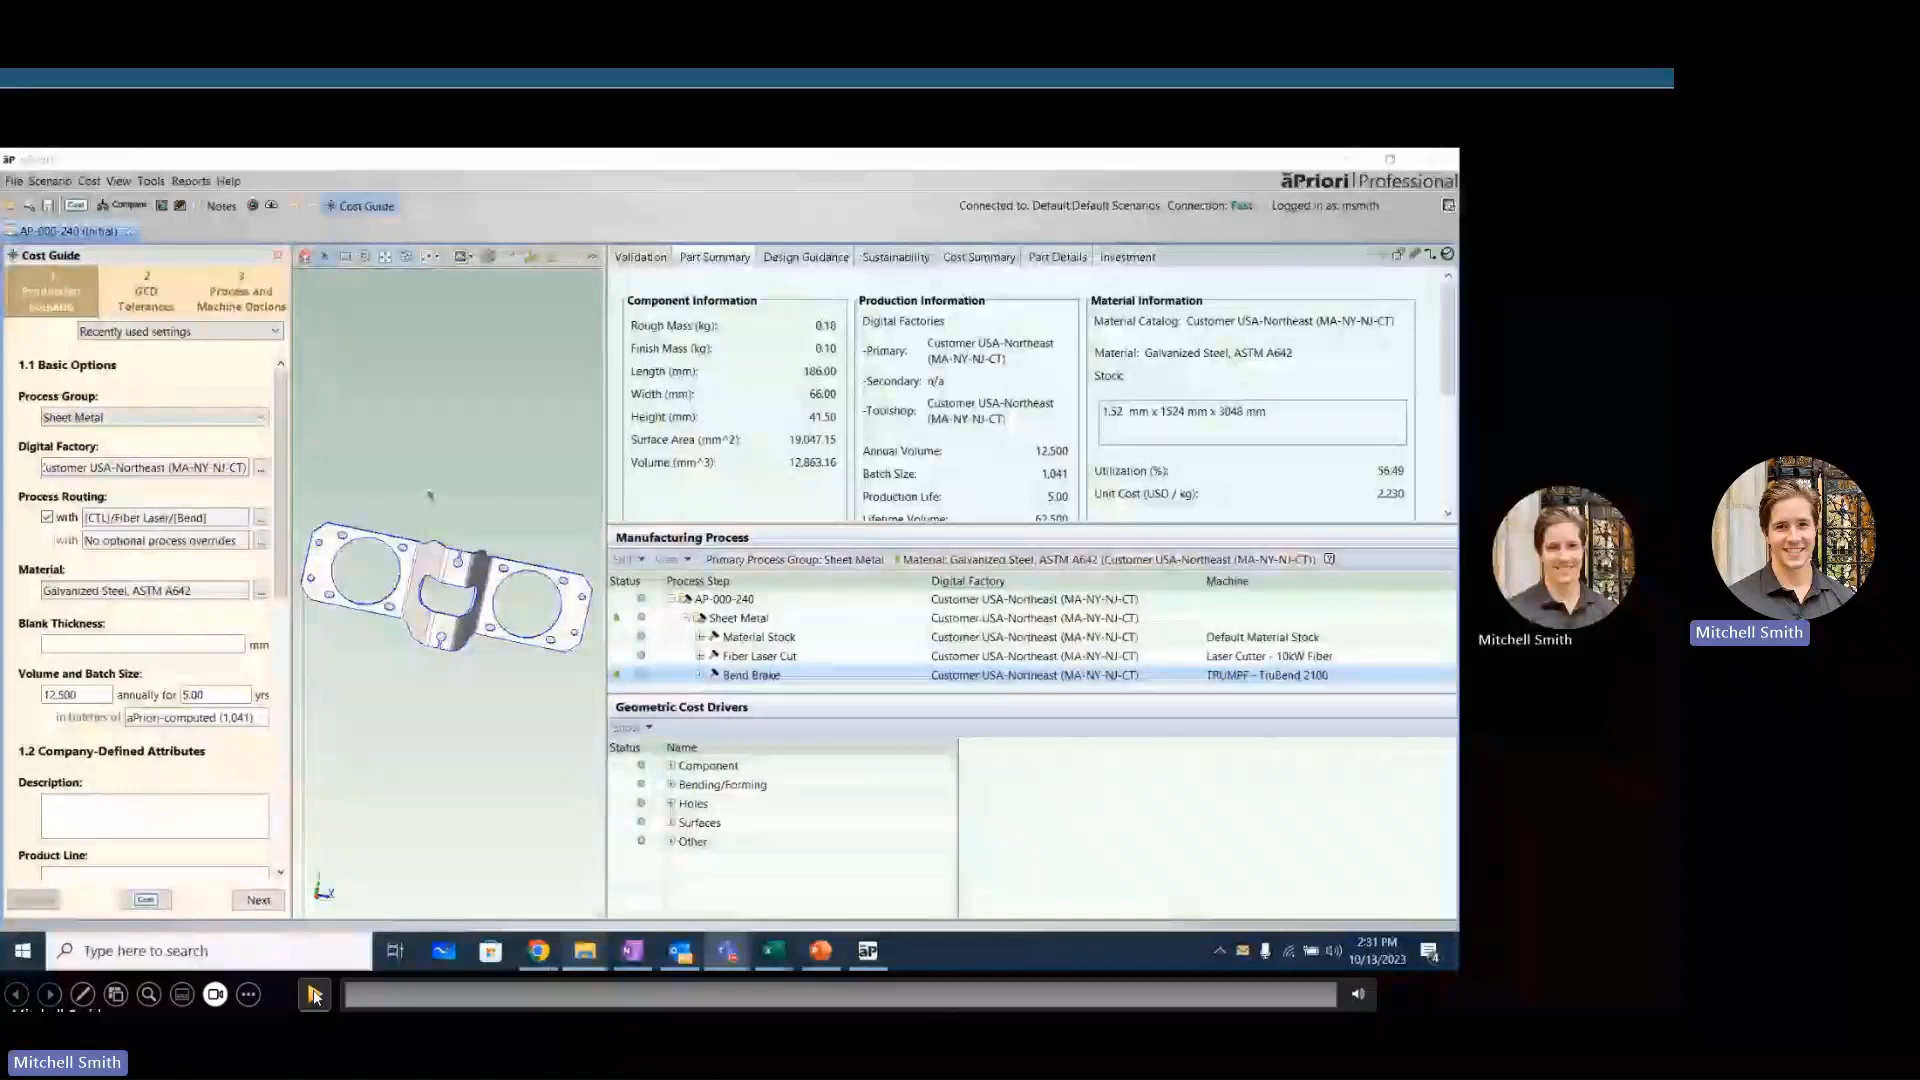 aP
File Scenario Cost View Tools Reports Help
aPriori | Professional
Cost Compare Notes Cost Guide
Connected to: Default:Default Scenarios Connection: Fast Logged in as: msmith
AP-000-240 (Initial)
Cost Guide
1 2 3
Production Scenario GCD Tolerances Process and Machine Options
Recently used settings
1.1 Basic Options
Process Group:
Sheet Metal
Digital Factory:
Customer USA-Northeast (MA-NY-NJ-CT) ...
Process Routing:
with [CTL]/Fiber Laser/[Bend] ...
with No optional process overrides ...
Material:
Galvanized Steel, ASTM A642 ...
Blank Thickness:
mm
Volume and Batch Size:
12,500 annually for 5.00 yrs
in batches of aPriori-computed (1,041)
1.2 Company-Defined Attributes
Description:
Product Line:
Cost Next
Validation Part Summary Design Guidance Sustainability Cost Summary Part Details Investment
Component Information
Rough Mass (kg): 0.18
Finish Mass (kg): 0.10
Length (mm): 186.00
Width (mm): 66.00
Height (mm): 41.50
Surface Area (mm^2): 19,047.15
Volume (mm^3): 12,863.16
Production Information
Digital Factories
-Primary: Customer USA-Northeast (MA-NY-NJ-CT)
-Secondary: n/a
-Toolshop: Customer USA-Northeast (MA-NY-NJ-CT)
Annual Volume: 12,500
Batch Size: 1,041
Production Life: 5.00
Lifetime Volume: 62,500
Material Information
Material Catalog: Customer USA-Northeast (MA-NY-NJ-CT)
Material: Galvanized Steel, ASTM A642
Stock:
1.52 mm x 1524 mm x 3048 mm
Utilization (%): 56.49
Unit Cost (USD / kg): 2.230
Manufacturing Process
Primary Process Group: Sheet Metal Material: Galvanized Steel, ASTM A642 (Customer USA-Northeast (MA-NY-NJ-CT))
Status Process Step Digital Factory Machine
AP-000-240 Customer USA-Northeast (MA-NY-NJ-CT)
Sheet Metal Customer USA-Northeast (MA-NY-NJ-CT)
Material Stock Customer USA-Northeast (MA-NY-NJ-CT) Default Material Stock
Fiber Laser Cut Customer USA-Northeast (MA-NY-NJ-CT) Laser Cutter - 10kW Fiber
Bend Brake Customer USA-Northeast (MA-NY-NJ-CT) TRUMPF - TruBend 2100
Geometric Cost Drivers
Show
Status Name
Component
Bending/Forming
Holes
Surfaces
Other
Type here to search
aP
2:31 PM
10/13/2023
4
Mitchell Smith
Mitchell Smith
Mitchell Smith